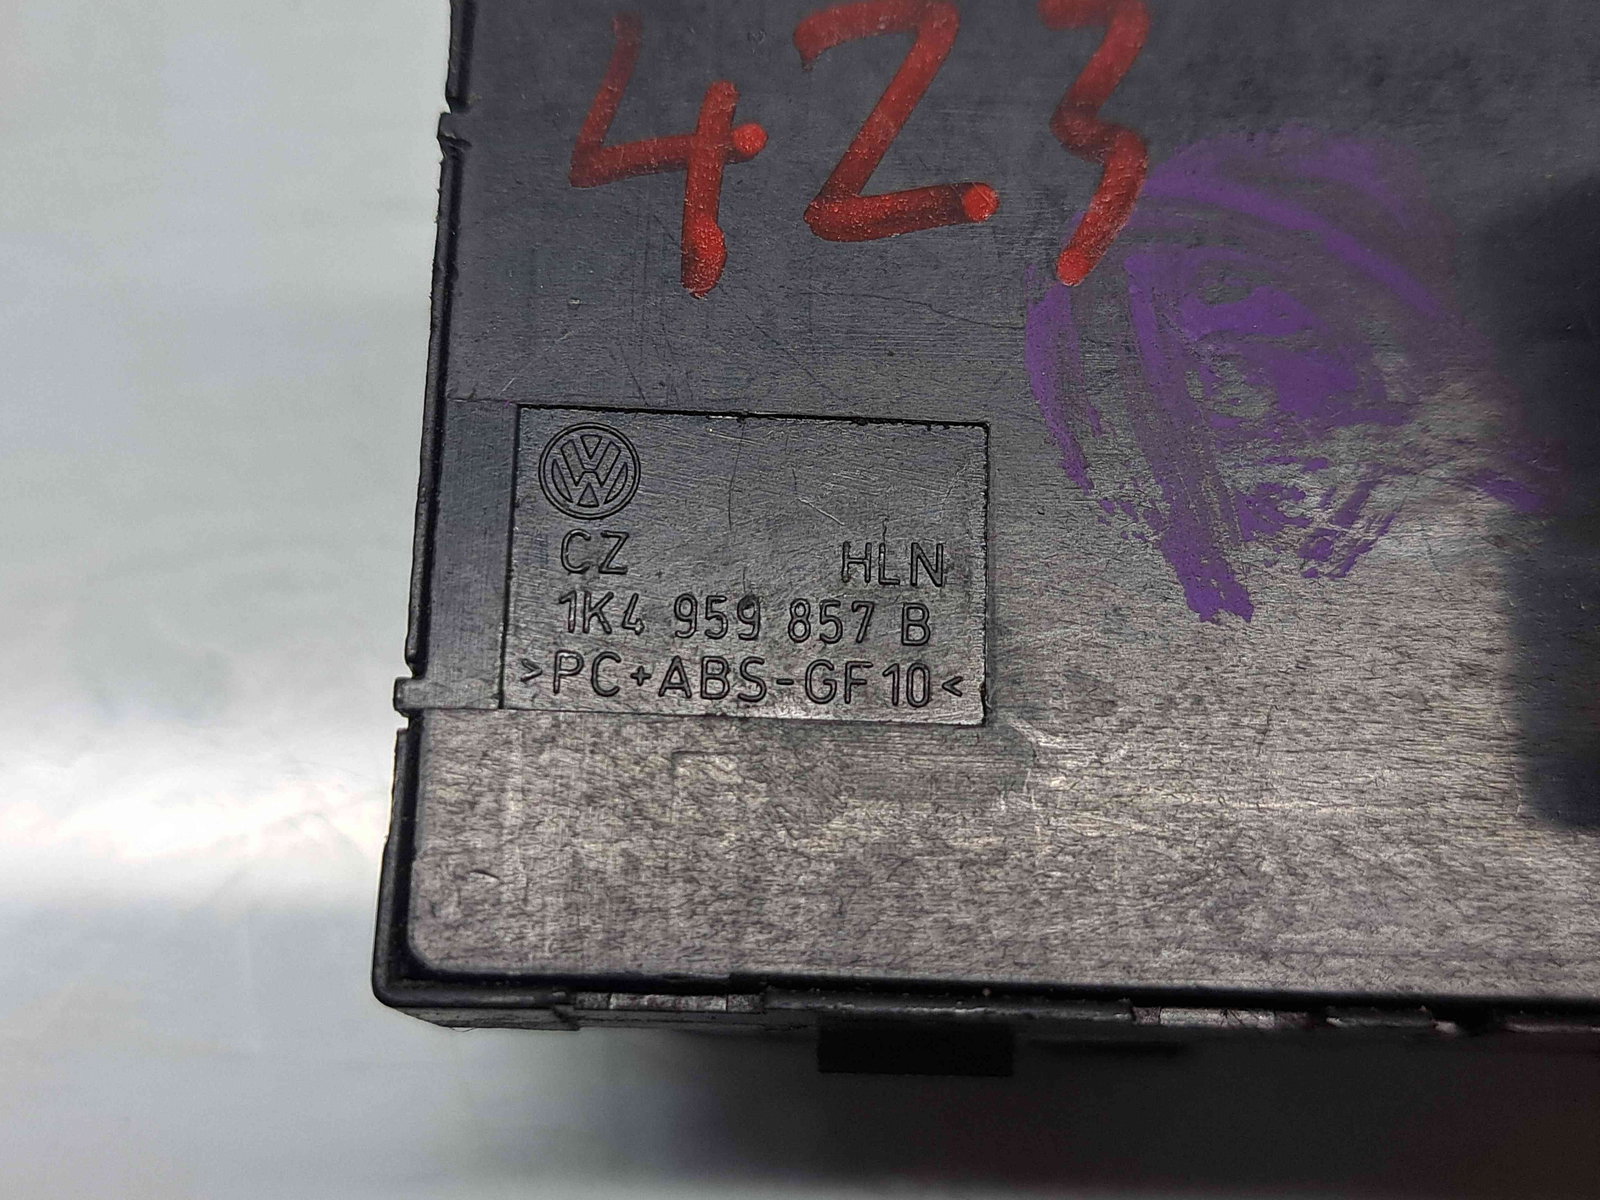 423
CZ HLN
1K4 959 857 B
>PC+ABS-GF10<